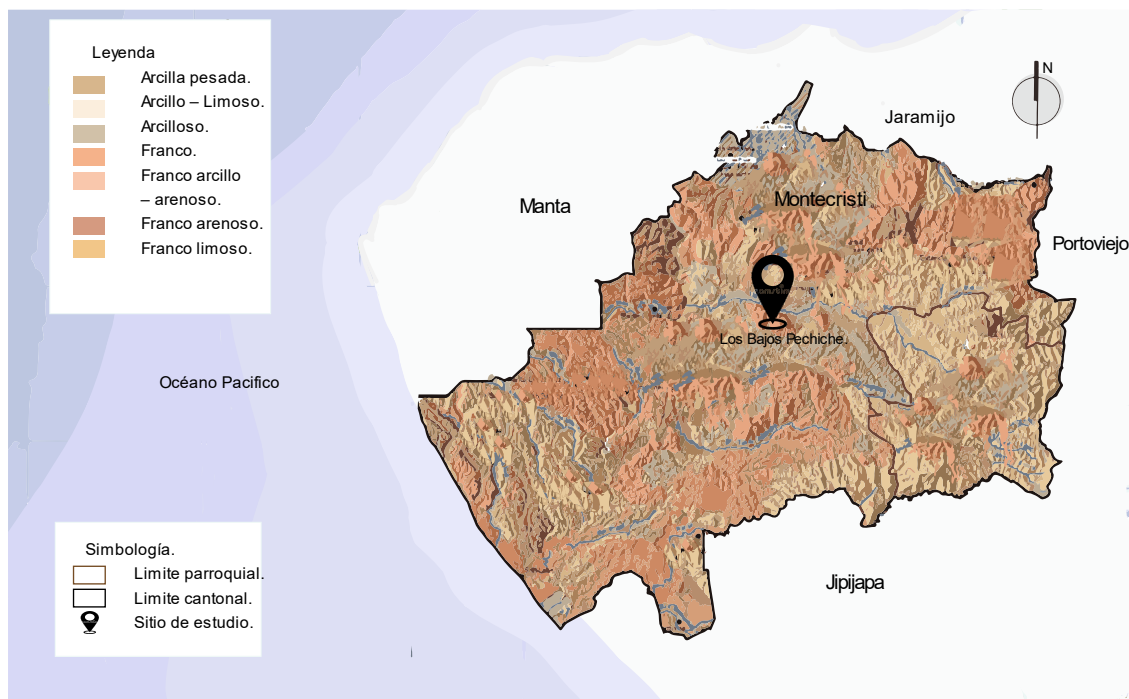 Leyenda
Arcilla pesada.
Arcillo – Limoso.
Arcilloso.
Franco.
Franco arcillo
– arenoso.
Franco arenoso.
Franco limoso.
N
Jaramijo
Manta
Montecristi
Portoviejo
Los Bajos Pechiche.
Océano Pacifico
Jipijapa
Simbología.
Limite parroquial.
Limite cantonal.
Sitio de estudio.